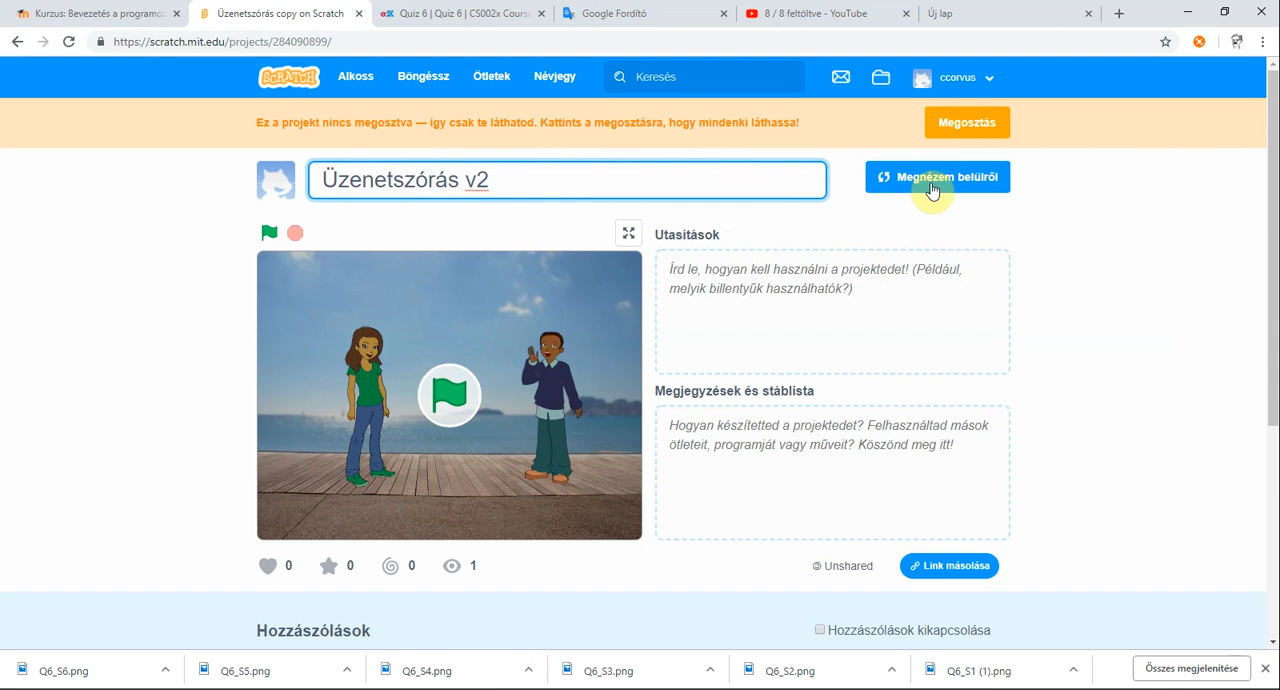 Kurzus: Bevezetés a programoz
Üzenetszórás copy on Scratch
Quiz 6 | Quiz 6 | CS002x Course
Google Fordító
8 / 8 feltöltve - YouTube
Új lap
https://scratch.mit.edu/projects/284090899/
SCRATCH
Alkoss
Böngéssz
Ötletek
Névjegy
Keresés
ccorvus
Ez a projekt nincs megosztva — így csak te láthatod. Kattints a megosztásra, hogy mindenki láthassa!
Megosztás
Üzenetszórás v2
Megnézem belülről
Utasítások
Írd le, hogyan kell használni a projektedet! (Például,
melyik billentyűk használhatók?)
Megjegyzések és stáblista
Hogyan készítetted a projektedet? Felhasználtad mások
ötleteit, programját vagy műveit? Köszönd meg itt!
0
0
0
1
Unshared
Link másolása
Hozzászólások
Hozzászólások kikapcsolása
Q6_S6.png
Q6_S5.png
Q6_S4.png
Q6_S3.png
Q6_S2.png
Q6_S1 (1).png
Összes megjelenítése